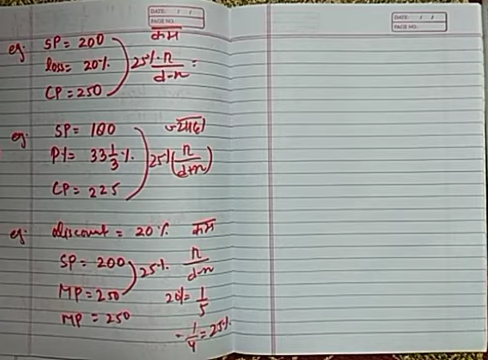 DATE: / /
PAGE NO.:
DATE: / /
PAGE NO.:
eg. SP = 200 कम
loss = 20% 25% n/d-n =
CP = 250
eg. SP = 100
P% = 33 1/3 % 25% (n/d+n)
CP = 225
eg. discount = 20% कम
SP = 200 25% n/d-n
MP = 250 20% = 1/5
MP = 250
= 1/4 = 25%